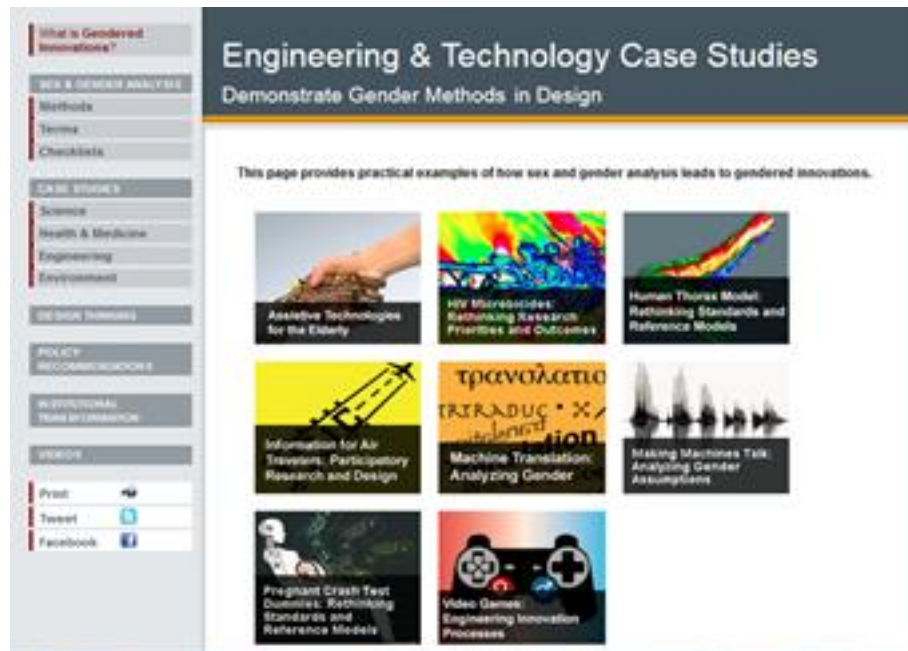 What is Gendered
Innovations?
SEX & GENDER ANALYSIS
Methods
Terms
Checklists
CASE STUDIES
Science
Health & Medicine
Engineering
Environment
DESIGN THINKING
POLICY
RECOMMENDATIONS
INSTITUTIONAL
TRANSFORMATION
VIDEOS
Print
Tweet
Facebook
Engineering & Technology Case Studies
Demonstrate Gender Methods in Design
This page provides practical examples of how sex and gender analysis leads to gendered innovations.
Assistive Technologies
for the Elderly
HIV Microbicides:
Rethinking Research
Priorities and Outcomes
Human Thorax Model:
Rethinking Standards and
Reference Models
Information for Air
Travelers: Participatory
Research and Design
τρανολατιο
Machine Translation:
Analyzing Gender
Making Machines Talk:
Analyzing Gender
Assumptions
Pregnant Crash Test
Dummies: Rethinking
Standards and
Reference Models
Video Games:
Engineering Innovation
Processes